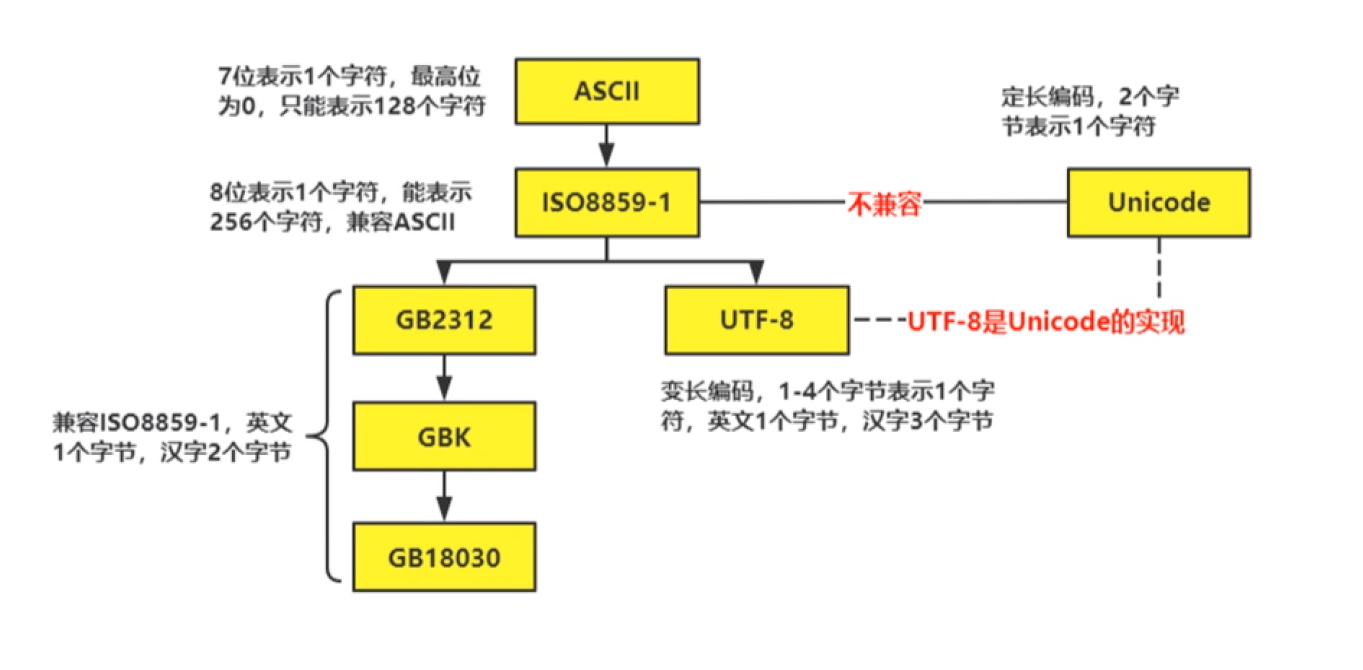 7位表示1个字符，最高位
为0，只能表示128个字符
ASCII
定长编码，2个字
节表示1个字符
8位表示1个字符，能表示
256个字符，兼容ASCII
ISO8859-1
不兼容
Unicode
GB2312
UTF-8
UTF-8是Unicode的实现
变长编码，1-4个字节表示1个字
符，英文1个字节，汉字3个字节
兼容ISO8859-1，英文
1个字节，汉字2个字节
GBK
GB18030